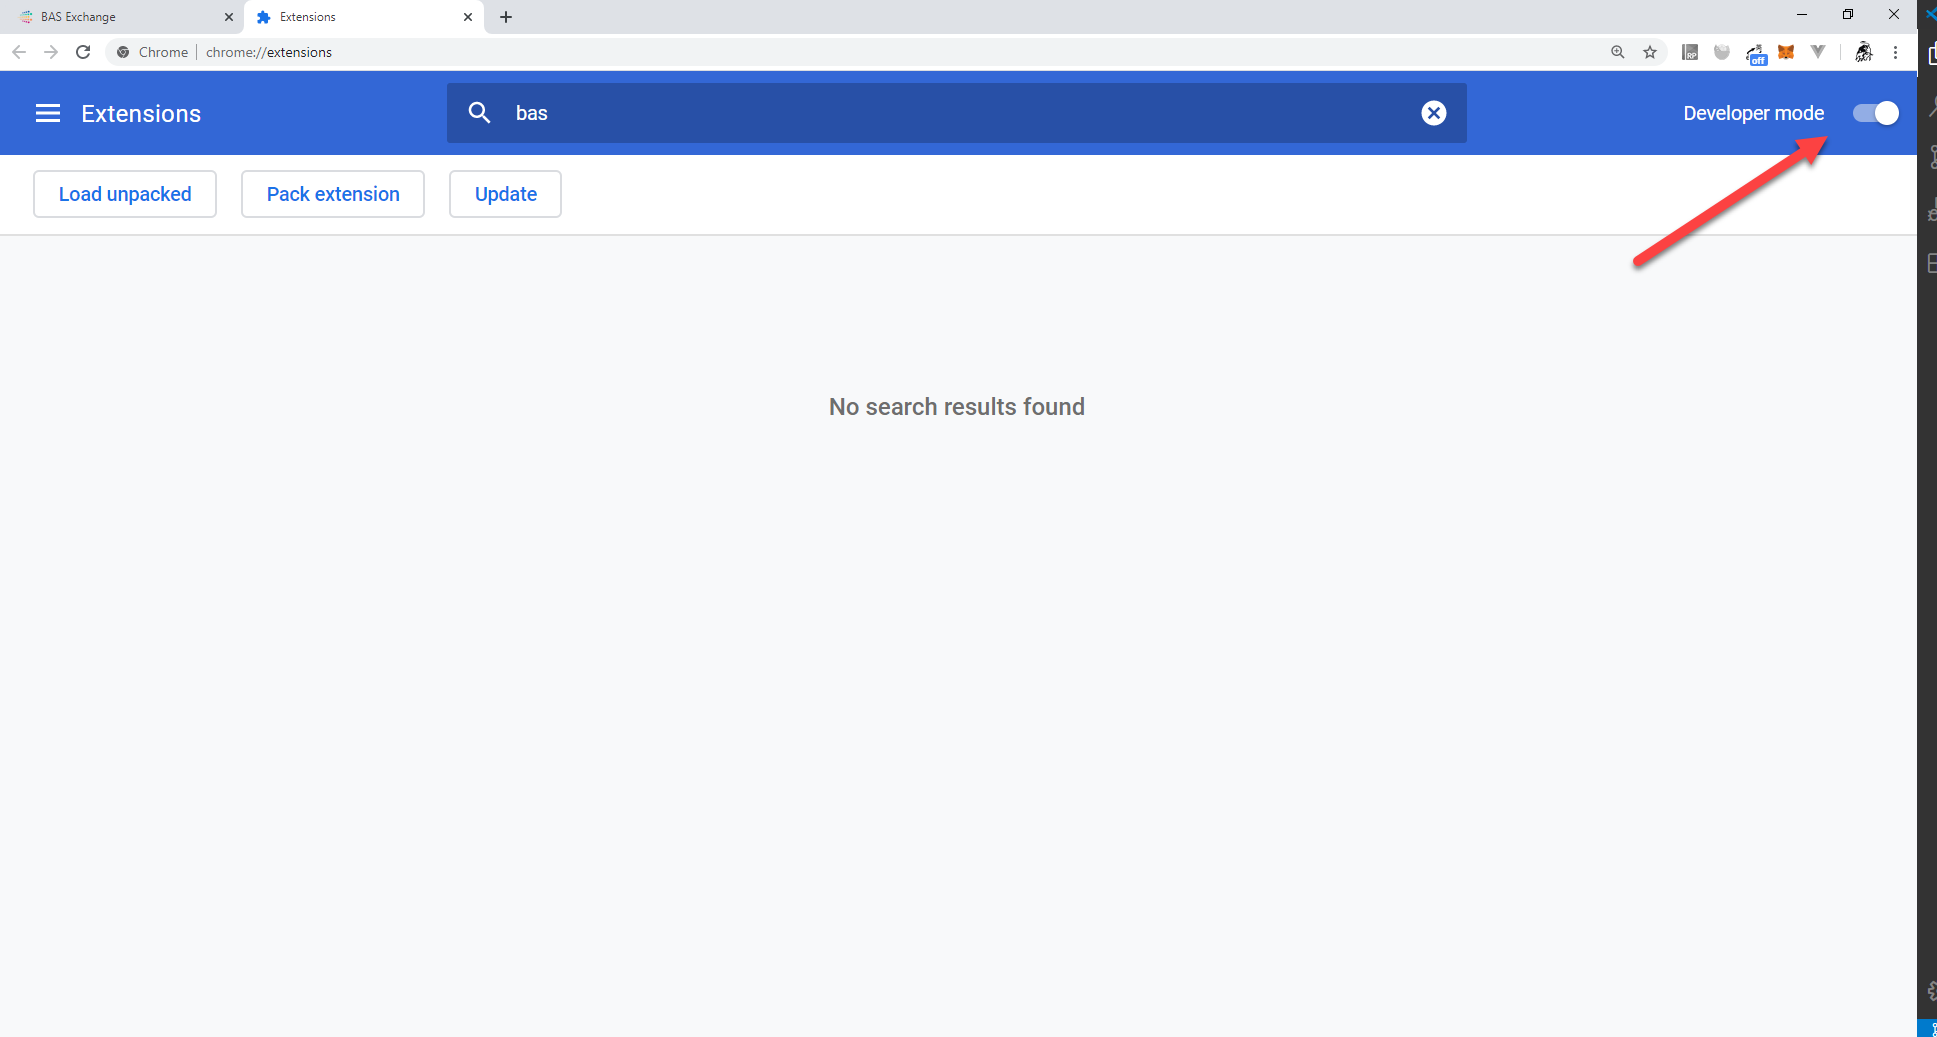 BAS Exchange
Extensions
Chrome
chrome://extensions
RP
off
Extensions
bas
Developer mode
Load unpacked
Pack extension
Update
No search results found